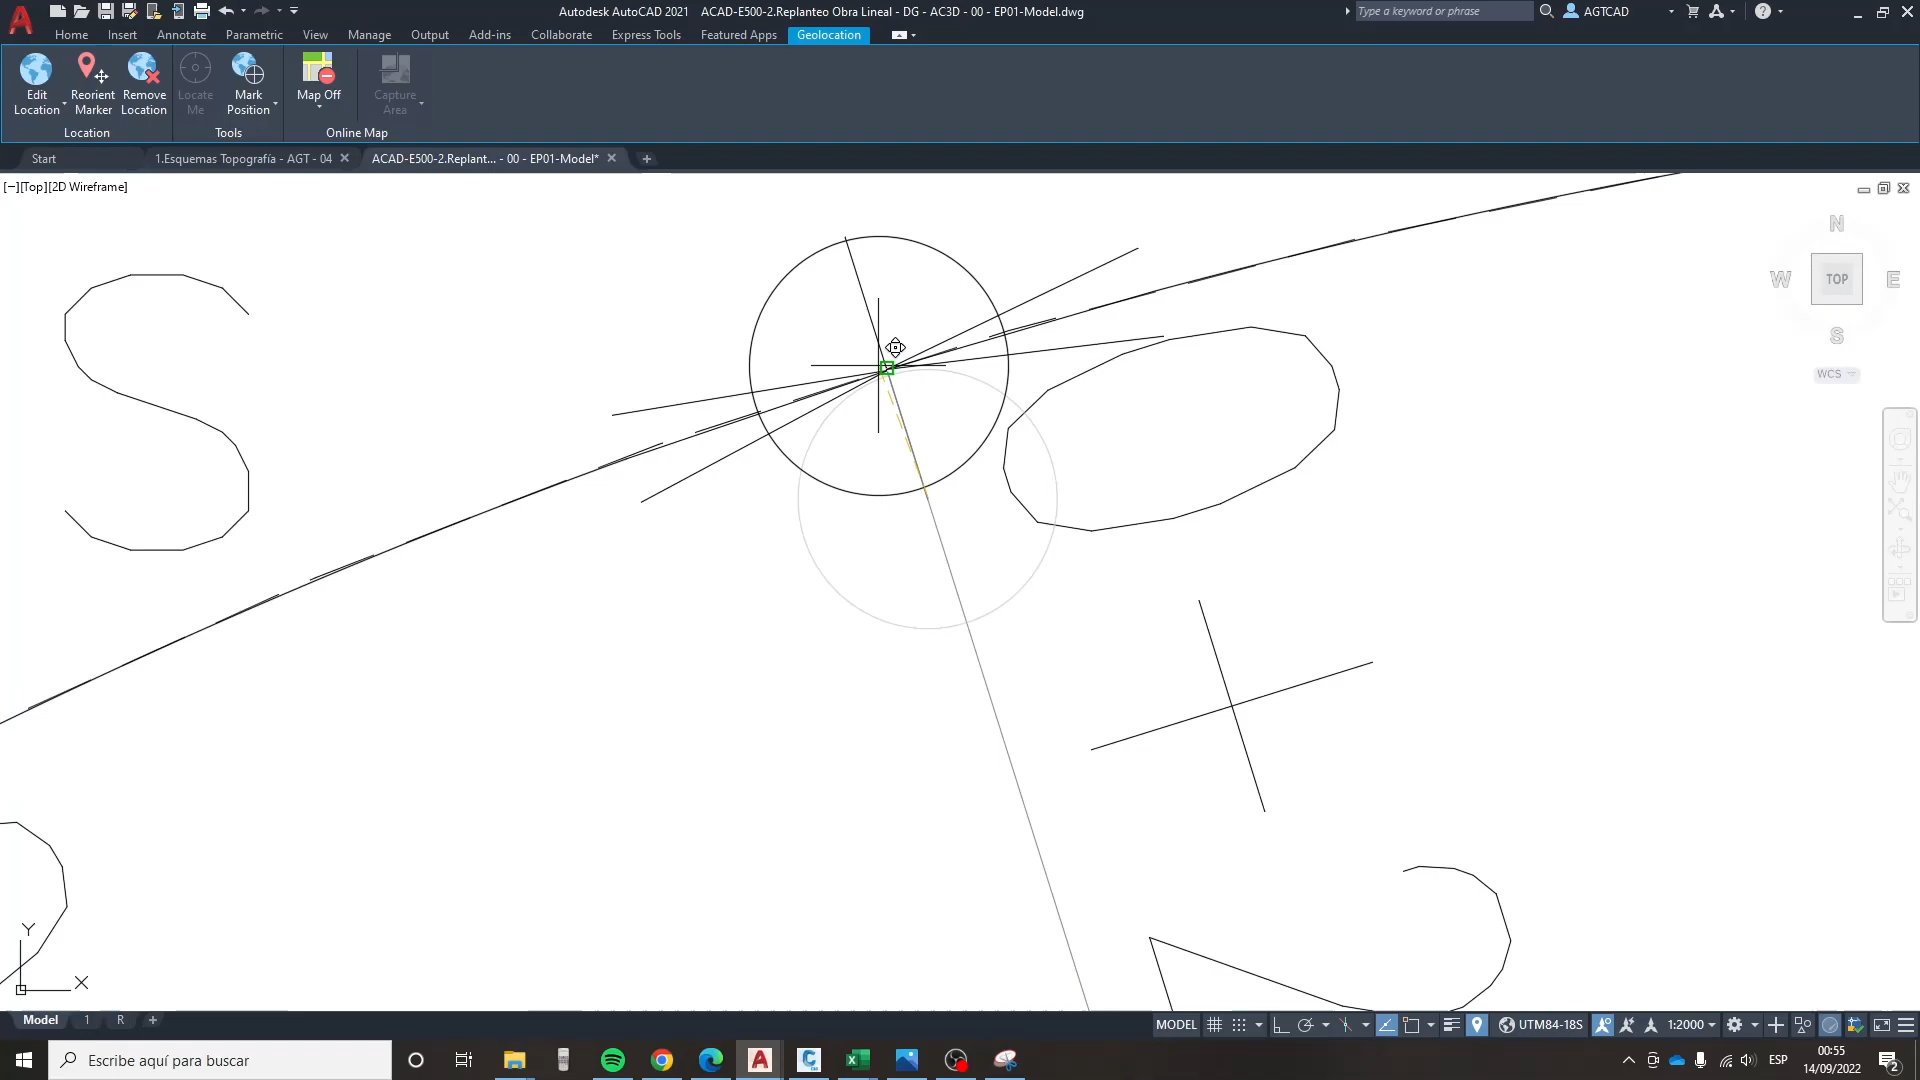 Autodesk AutoCAD 2021 ACAD-E500-2.Replanteo Obra Lineal - DG - AC3D - 00 - EP01-Model.dwg
Type a keyword or phrase
AGTCAD
Home Insert Annotate Parametric View Manage Output Add-ins Collaborate Express Tools Featured Apps Geolocation
Edit Location
Reorient Marker
Remove Location
Locate Me
Mark Position
Map Off
Capture Area
Location Tools Online Map
Start 1.Esquemas Topografía - AGT - 04 ACAD-E500-2.Replant... - 00 - EP01-Model*
[−][Top][2D Wireframe]
N
W TOP E
S
WCS
S
Y
X
Model 1 R
MODEL UTM84-18S 1:2000
Escribe aquí para buscar
ESP
00:55
14/09/2022
2